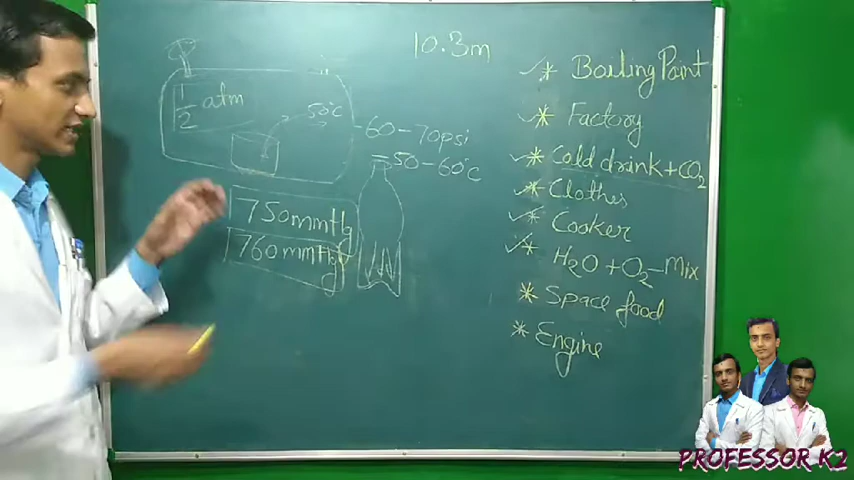 10.3m
1/2 atm
50°C
60-70psi
50-60°C
750mmHg
760mmHg
* Boiling Point
* Factory
* Cold drink + CO2
* Clothes
* Cooker
* H2O + O2 - Mix
* Space food
* Engine
PROFESSOR K2